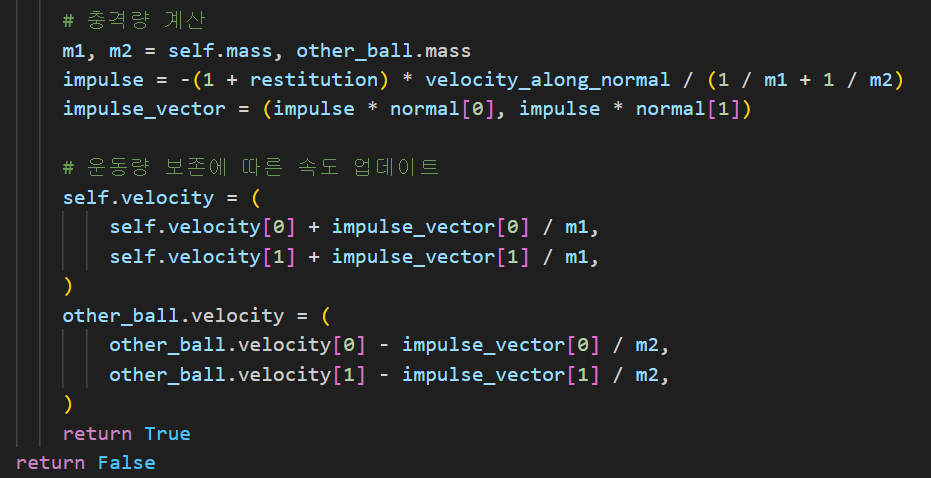 # 충격량 계산
m1, m2 = self.mass, other_ball.mass
impulse = -(1 + restitution) * velocity_along_normal / (1 / m1 + 1 / m2)
impulse_vector = (impulse * normal[0], impulse * normal[1])
# 운동량 보존에 따른 속도 업데이트
self.velocity = (
self.velocity[0] + impulse_vector[0] / m1,
self.velocity[1] + impulse_vector[1] / m1,
)
other_ball.velocity = (
other_ball.velocity[0] - impulse_vector[0] / m2,
other_ball.velocity[1] - impulse_vector[1] / m2,
)
return True
return False